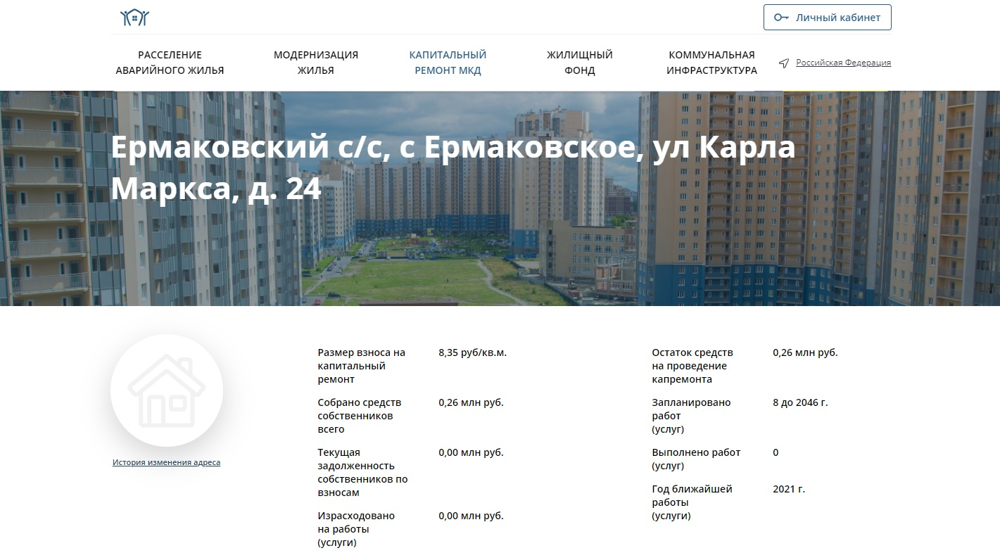 Личный кабинет
РАССЕЛЕНИЕ
АВАРИЙНОГО ЖИЛЬЯ
МОДЕРНИЗАЦИЯ
ЖИЛЬЯ
КАПИТАЛЬНЫЙ
РЕМОНТ МКД
ЖИЛИЩНЫЙ
ФОНД
КОММУНАЛЬНАЯ
ИНФРАСТРУКТУРА
Российская Федерация
Ермаковский с/с, с Ермаковское, ул Карла
Маркса, д. 24
История изменения адреса
Размер взноса на
капитальный
ремонт
8,35 руб/кв.м.
Собрано средств
собственников
всего
0,26 млн руб.
Текущая
задолженность
собственников по
взносам
0,00 млн руб.
Израсходовано
на работы
(услуги)
0,00 млн руб.
Остаток средств
на проведение
капремонта
0,26 млн руб.
Запланировано
работ
(услуг)
8 до 2046 г.
Выполнено работ
(услуг)
0
Год ближайшей
работы
(услуги)
2021 г.